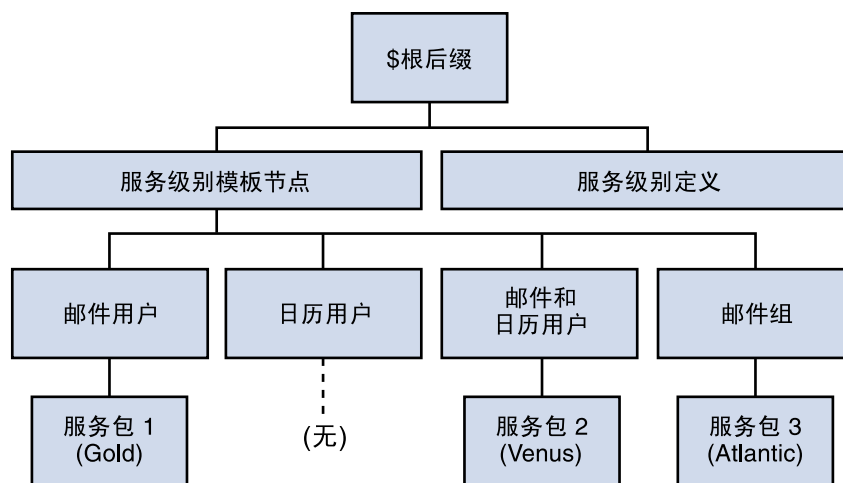 $根后缀
服务级别模板节点
服务级别定义
邮件用户
日历用户
邮件和
日历用户
邮件组
服务包 1
(Gold)
(无)
服务包 2
(Venus)
服务包 3
(Atlantic)